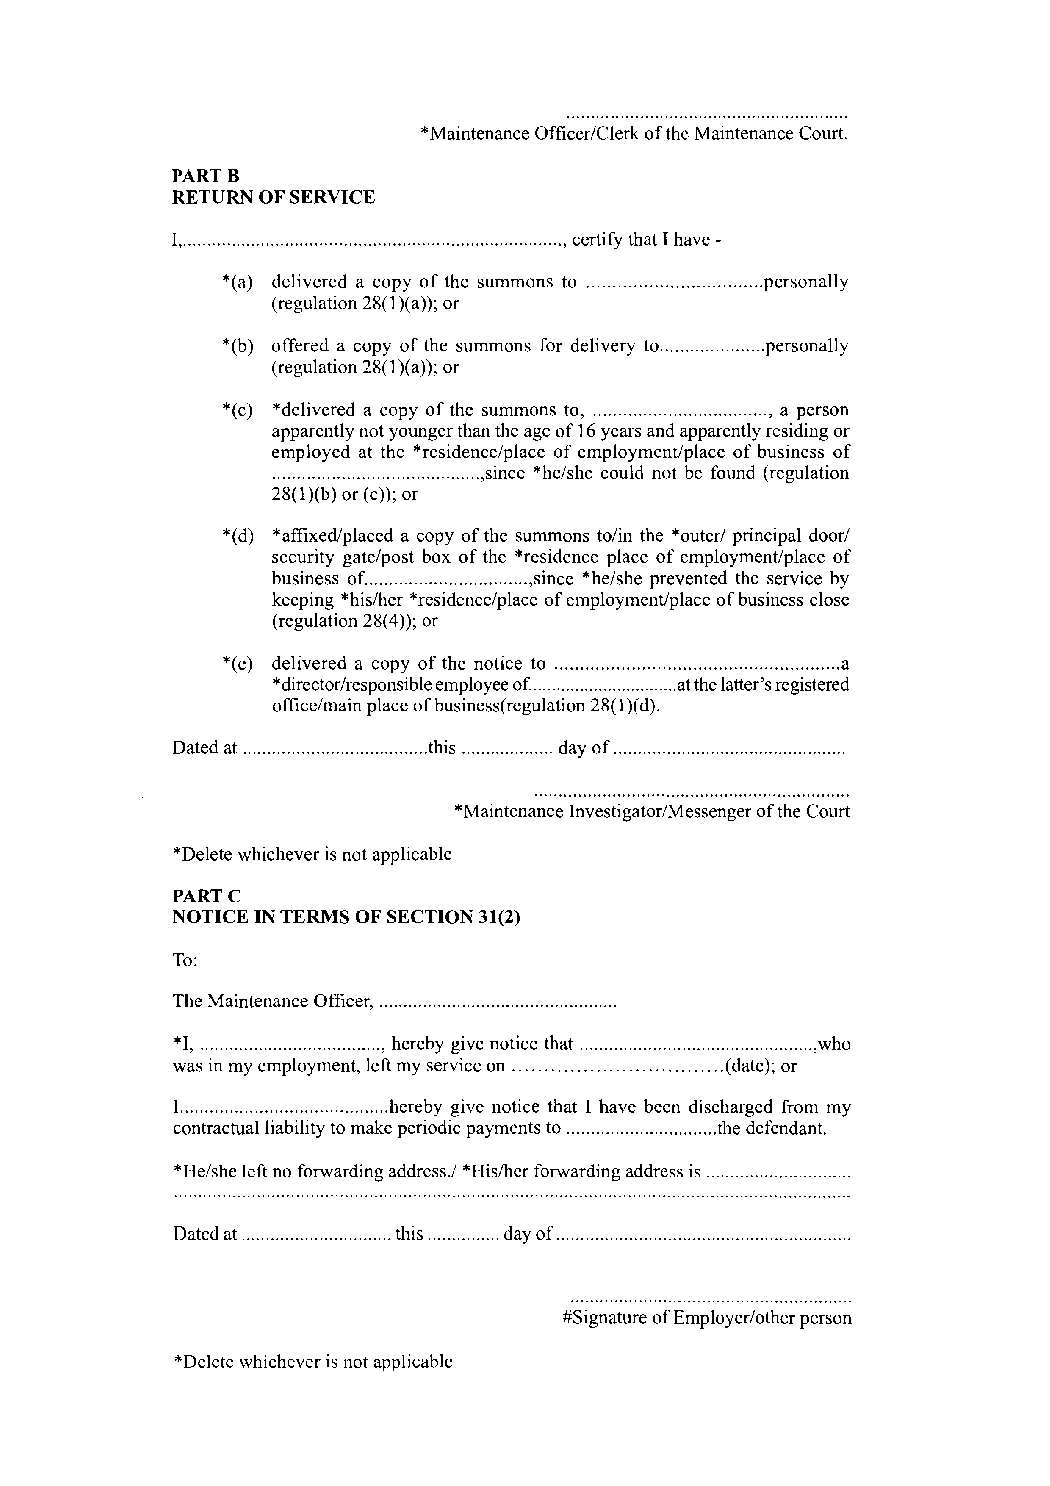 ............................................................
*Maintenance Officer/Clerk of the Maintenance Court.
PART B
RETURN OF SERVICE
I,.............................................................................., certify that I have -
*(a) delivered a copy of the summons to ..................................personally
(regulation 28(1)(a)); or
*(b) offered a copy of the summons for delivery to.....................personally
(regulation 28(1)(a)); or
*(c) *delivered a copy of the summons to, .................................., a person
apparently not younger than the age of 16 years and apparently residing or
employed at the *residence/place of employment/place of business of
..........................................,since *he/she could not be found (regulation
28(1)(b) or (c)); or
*(d) *affixed/placed a copy of the summons to/in the *outer/ principal door/
security gate/post box of the *residence place of employment/place of
business of..................................,since *he/she prevented the service by
keeping *his/her *residence/place of employment/place of business close
(regulation 28(4)); or
*(e) delivered a copy of the notice to .......................................................a
*director/responsible employee of...............................at the latter's registered
office/main place of business(regulation 28(1)(d).
Dated at ......................................this ................... day of ................................................
.................................................................
*Maintenance Investigator/Messenger of the Court
*Delete whichever is not applicable
PART C
NOTICE IN TERMS OF SECTION 31(2)
To:
The Maintenance Officer, .................................................
*I, ....................................., hereby give notice that ................................................,who
was in my employment, left my service on ................................(date); or
I...........................................hereby give notice that I have been discharged from my
contractual liability to make periodic payments to ...............................the defendant.
*He/she left no forwarding address./ *His/her forwarding address is ..............................
............................................................................................................................................
Dated at ............................... this ............... day of .............................................................
..........................................................
#Signature of Employer/other person
*Delete whichever is not applicable